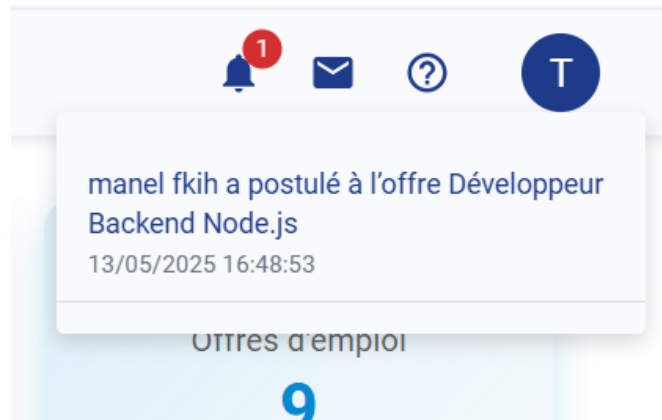 1
T
manel fkih a postulé à l’offre Développeur
Backend Node.js
13/05/2025 16:48:53
Offres d'emploi
9